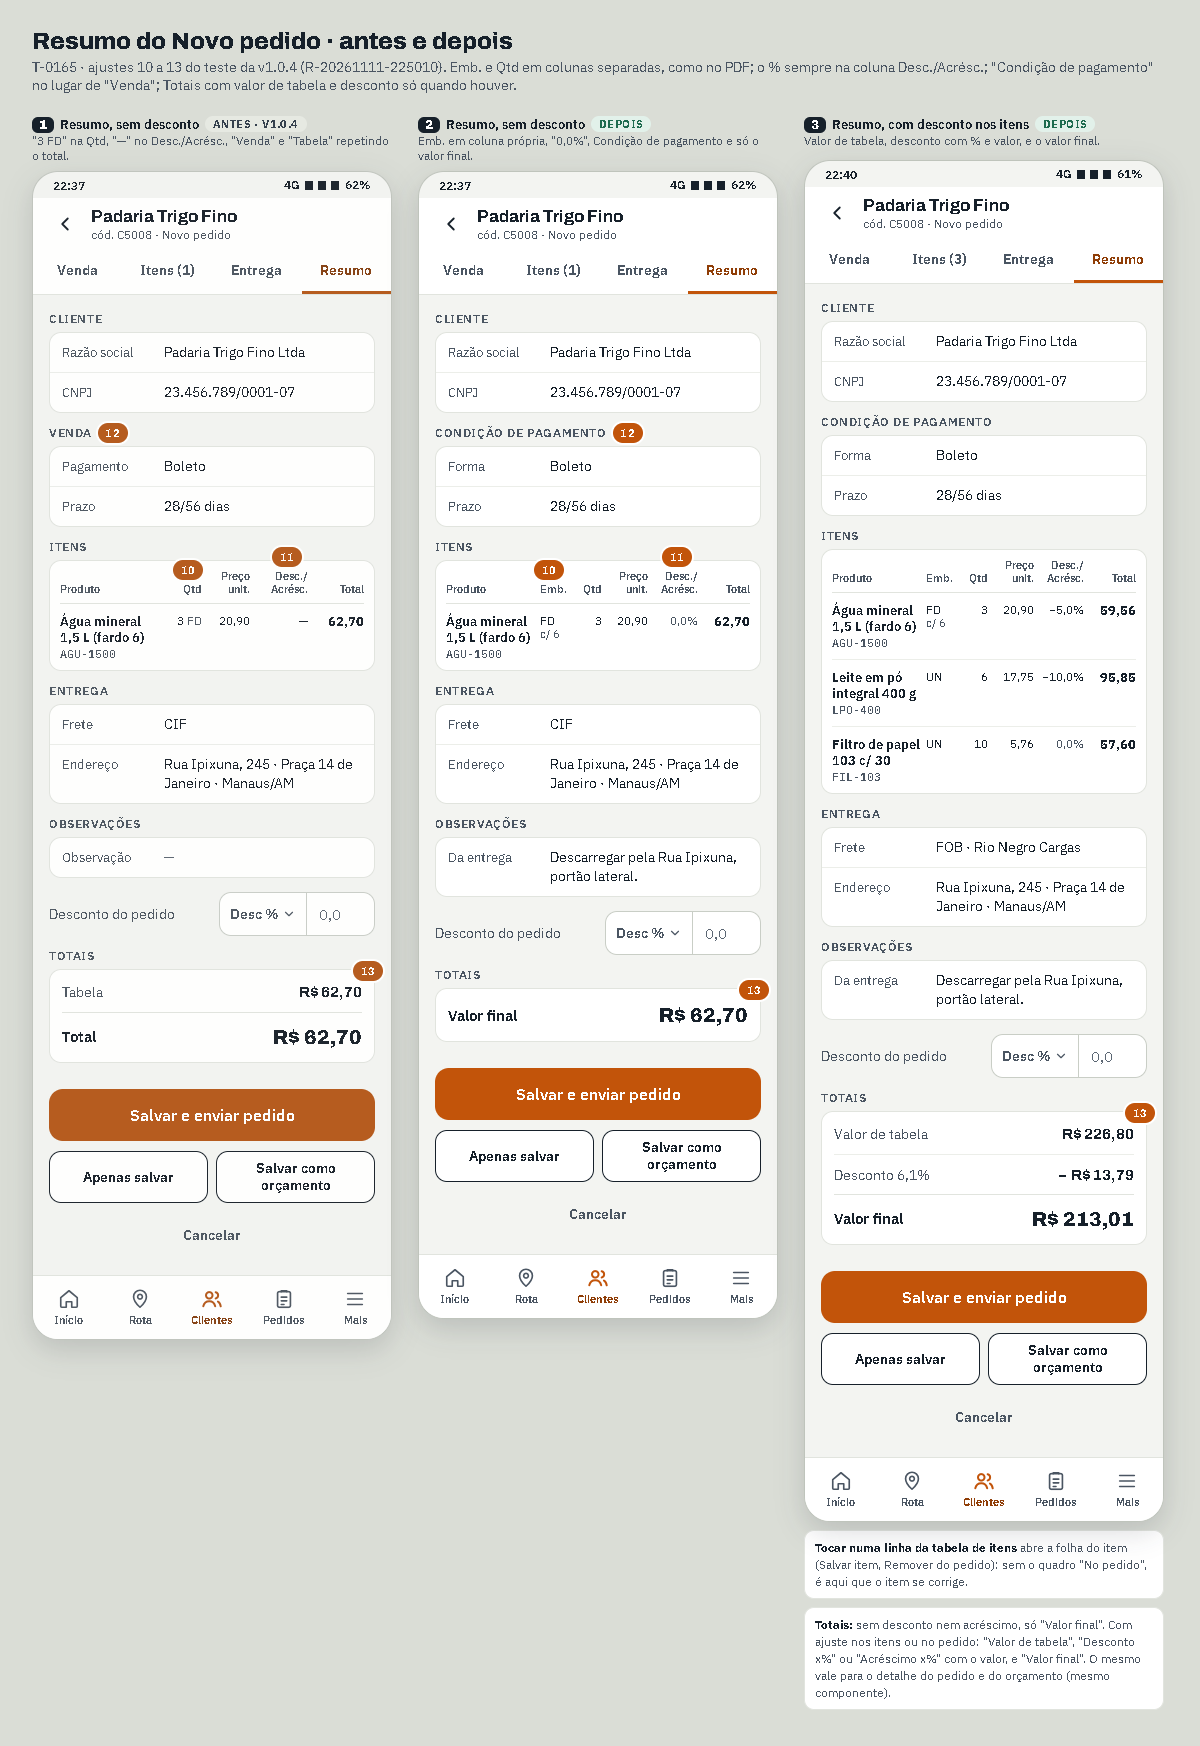 Resumo do Novo pedido · antes e depois
T-0165 · ajustes 10 a 13 do teste da v1.0.4 (R-20261111-225010). Emb. e Qtd em colunas separadas, como no PDF; o % sempre na coluna Desc./Acrésc.; "Condição de pagamento"
no lugar de "Venda"; Totais com valor de tabela e desconto só quando houver.
1 Resumo, sem desconto ANTES · V1.0.4
"3 FD" na Qtd, "—" no Desc./Acrésc., "Venda" e "Tabela" repetindo
o total.
22:37 4G 62%
Padaria Trigo Fino
cód. C5008 · Novo pedido
Venda Itens (1) Entrega Resumo
CLIENTE
Razão social Padaria Trigo Fino Ltda
CNPJ 23.456.789/0001-07
VENDA 12
Pagamento Boleto
Prazo 28/56 dias
ITENS
10 11
Produto Qtd Preço unit. Desc./ Acrésc. Total
Água mineral 3 FD 20,90 — 62,70
1,5 L (fardo 6)
AGU-1500
ENTREGA
Frete CIF
Endereço Rua Ipixuna, 245 · Praça 14 de
Janeiro · Manaus/AM
OBSERVAÇÕES
Observação —
Desconto do pedido Desc % 0,0
TOTAIS
13
Tabela R$ 62,70
Total R$ 62,70
Salvar e enviar pedido
Apenas salvar Salvar como
orçamento
Cancelar
Início Rota Clientes Pedidos Mais
2 Resumo, sem desconto DEPOIS
Emb. em coluna própria, "0,0%", Condição de pagamento e só o
valor final.
22:37 4G 62%
Padaria Trigo Fino
cód. C5008 · Novo pedido
Venda Itens (1) Entrega Resumo
CLIENTE
Razão social Padaria Trigo Fino Ltda
CNPJ 23.456.789/0001-07
CONDIÇÃO DE PAGAMENTO 12
Forma Boleto
Prazo 28/56 dias
ITENS
10 11
Produto Emb. Qtd Preço unit. Desc./ Acrésc. Total
Água mineral FD 3 20,90 0,0% 62,70
1,5 L (fardo 6) c/ 6
AGU-1500
ENTREGA
Frete CIF
Endereço Rua Ipixuna, 245 · Praça 14 de
Janeiro · Manaus/AM
OBSERVAÇÕES
Da entrega Descarregar pela Rua Ipixuna,
portão lateral.
Desconto do pedido Desc % 0,0
TOTAIS
13
Valor final R$ 62,70
Salvar e enviar pedido
Apenas salvar Salvar como
orçamento
Cancelar
Início Rota Clientes Pedidos Mais
3 Resumo, com desconto nos itens DEPOIS
Valor de tabela, desconto com % e valor, e o valor final.
22:40 4G 61%
Padaria Trigo Fino
cód. C5008 · Novo pedido
Venda Itens (3) Entrega Resumo
CLIENTE
Razão social Padaria Trigo Fino Ltda
CNPJ 23.456.789/0001-07
CONDIÇÃO DE PAGAMENTO
Forma Boleto
Prazo 28/56 dias
ITENS
Produto Emb. Qtd Preço unit. Desc./ Acrésc. Total
Água mineral FD 3 20,90 −5,0% 59,56
1,5 L (fardo 6) c/ 6
AGU-1500
Leite em pó UN 6 17,75 −10,0% 95,85
integral 400 g
LPO-400
Filtro de papel UN 10 5,76 0,0% 57,60
103 c/ 30
FIL-103
ENTREGA
Frete FOB · Rio Negro Cargas
Endereço Rua Ipixuna, 245 · Praça 14 de
Janeiro · Manaus/AM
OBSERVAÇÕES
Da entrega Descarregar pela Rua Ipixuna,
portão lateral.
Desconto do pedido Desc % 0,0
TOTAIS
13
Valor de tabela R$ 226,80
Desconto 6,1% − R$ 13,79
Valor final R$ 213,01
Salvar e enviar pedido
Apenas salvar Salvar como
orçamento
Cancelar
Início Rota Clientes Pedidos Mais
Tocar numa linha da tabela de itens abre a folha do item
(Salvar item, Remover do pedido): sem o quadro "No pedido",
é aqui que o item se corrige.
Totais: sem desconto nem acréscimo, só "Valor final". Com
ajuste nos itens ou no pedido: "Valor de tabela", "Desconto
x%" ou "Acréscimo x%" com o valor, e "Valor final". O mesmo
vale para o detalhe do pedido e do orçamento (mesmo
componente).